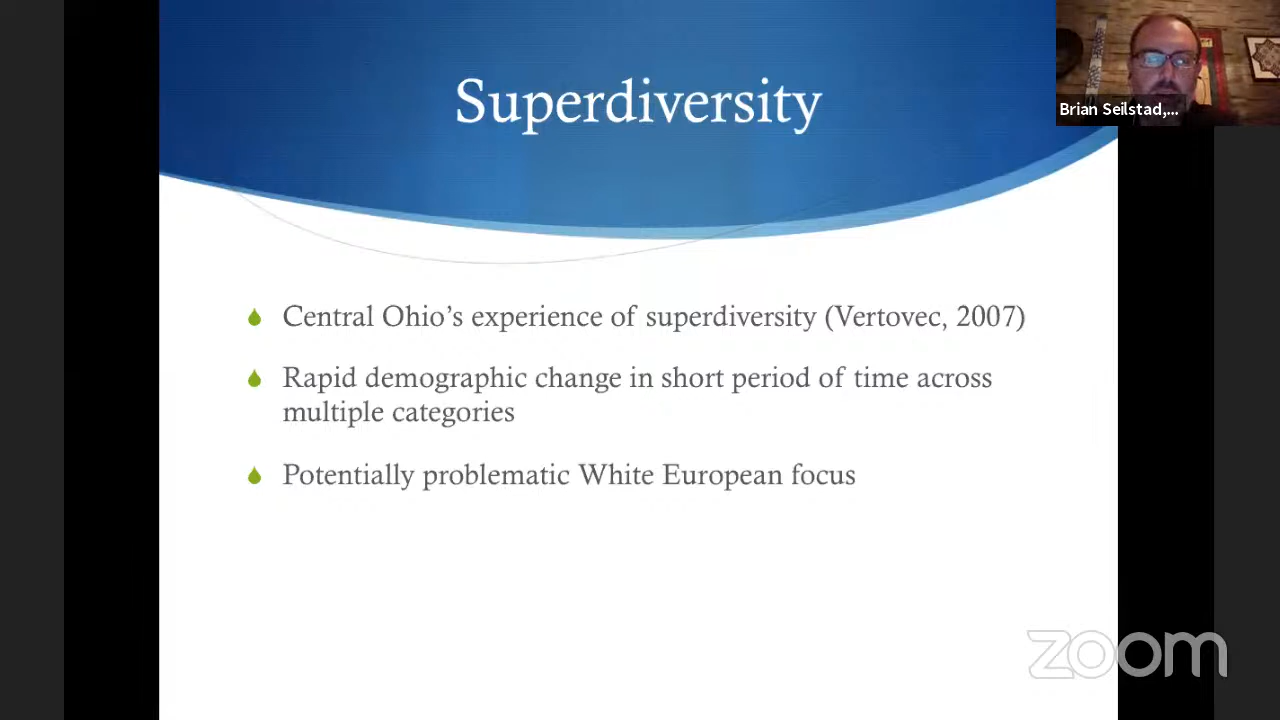 Superdiversity
Brian Seilstad,...
Central Ohio’s experience of superdiversity (Vertovec, 2007)
Rapid demographic change in short period of time across
multiple categories
Potentially problematic White European focus
zoom